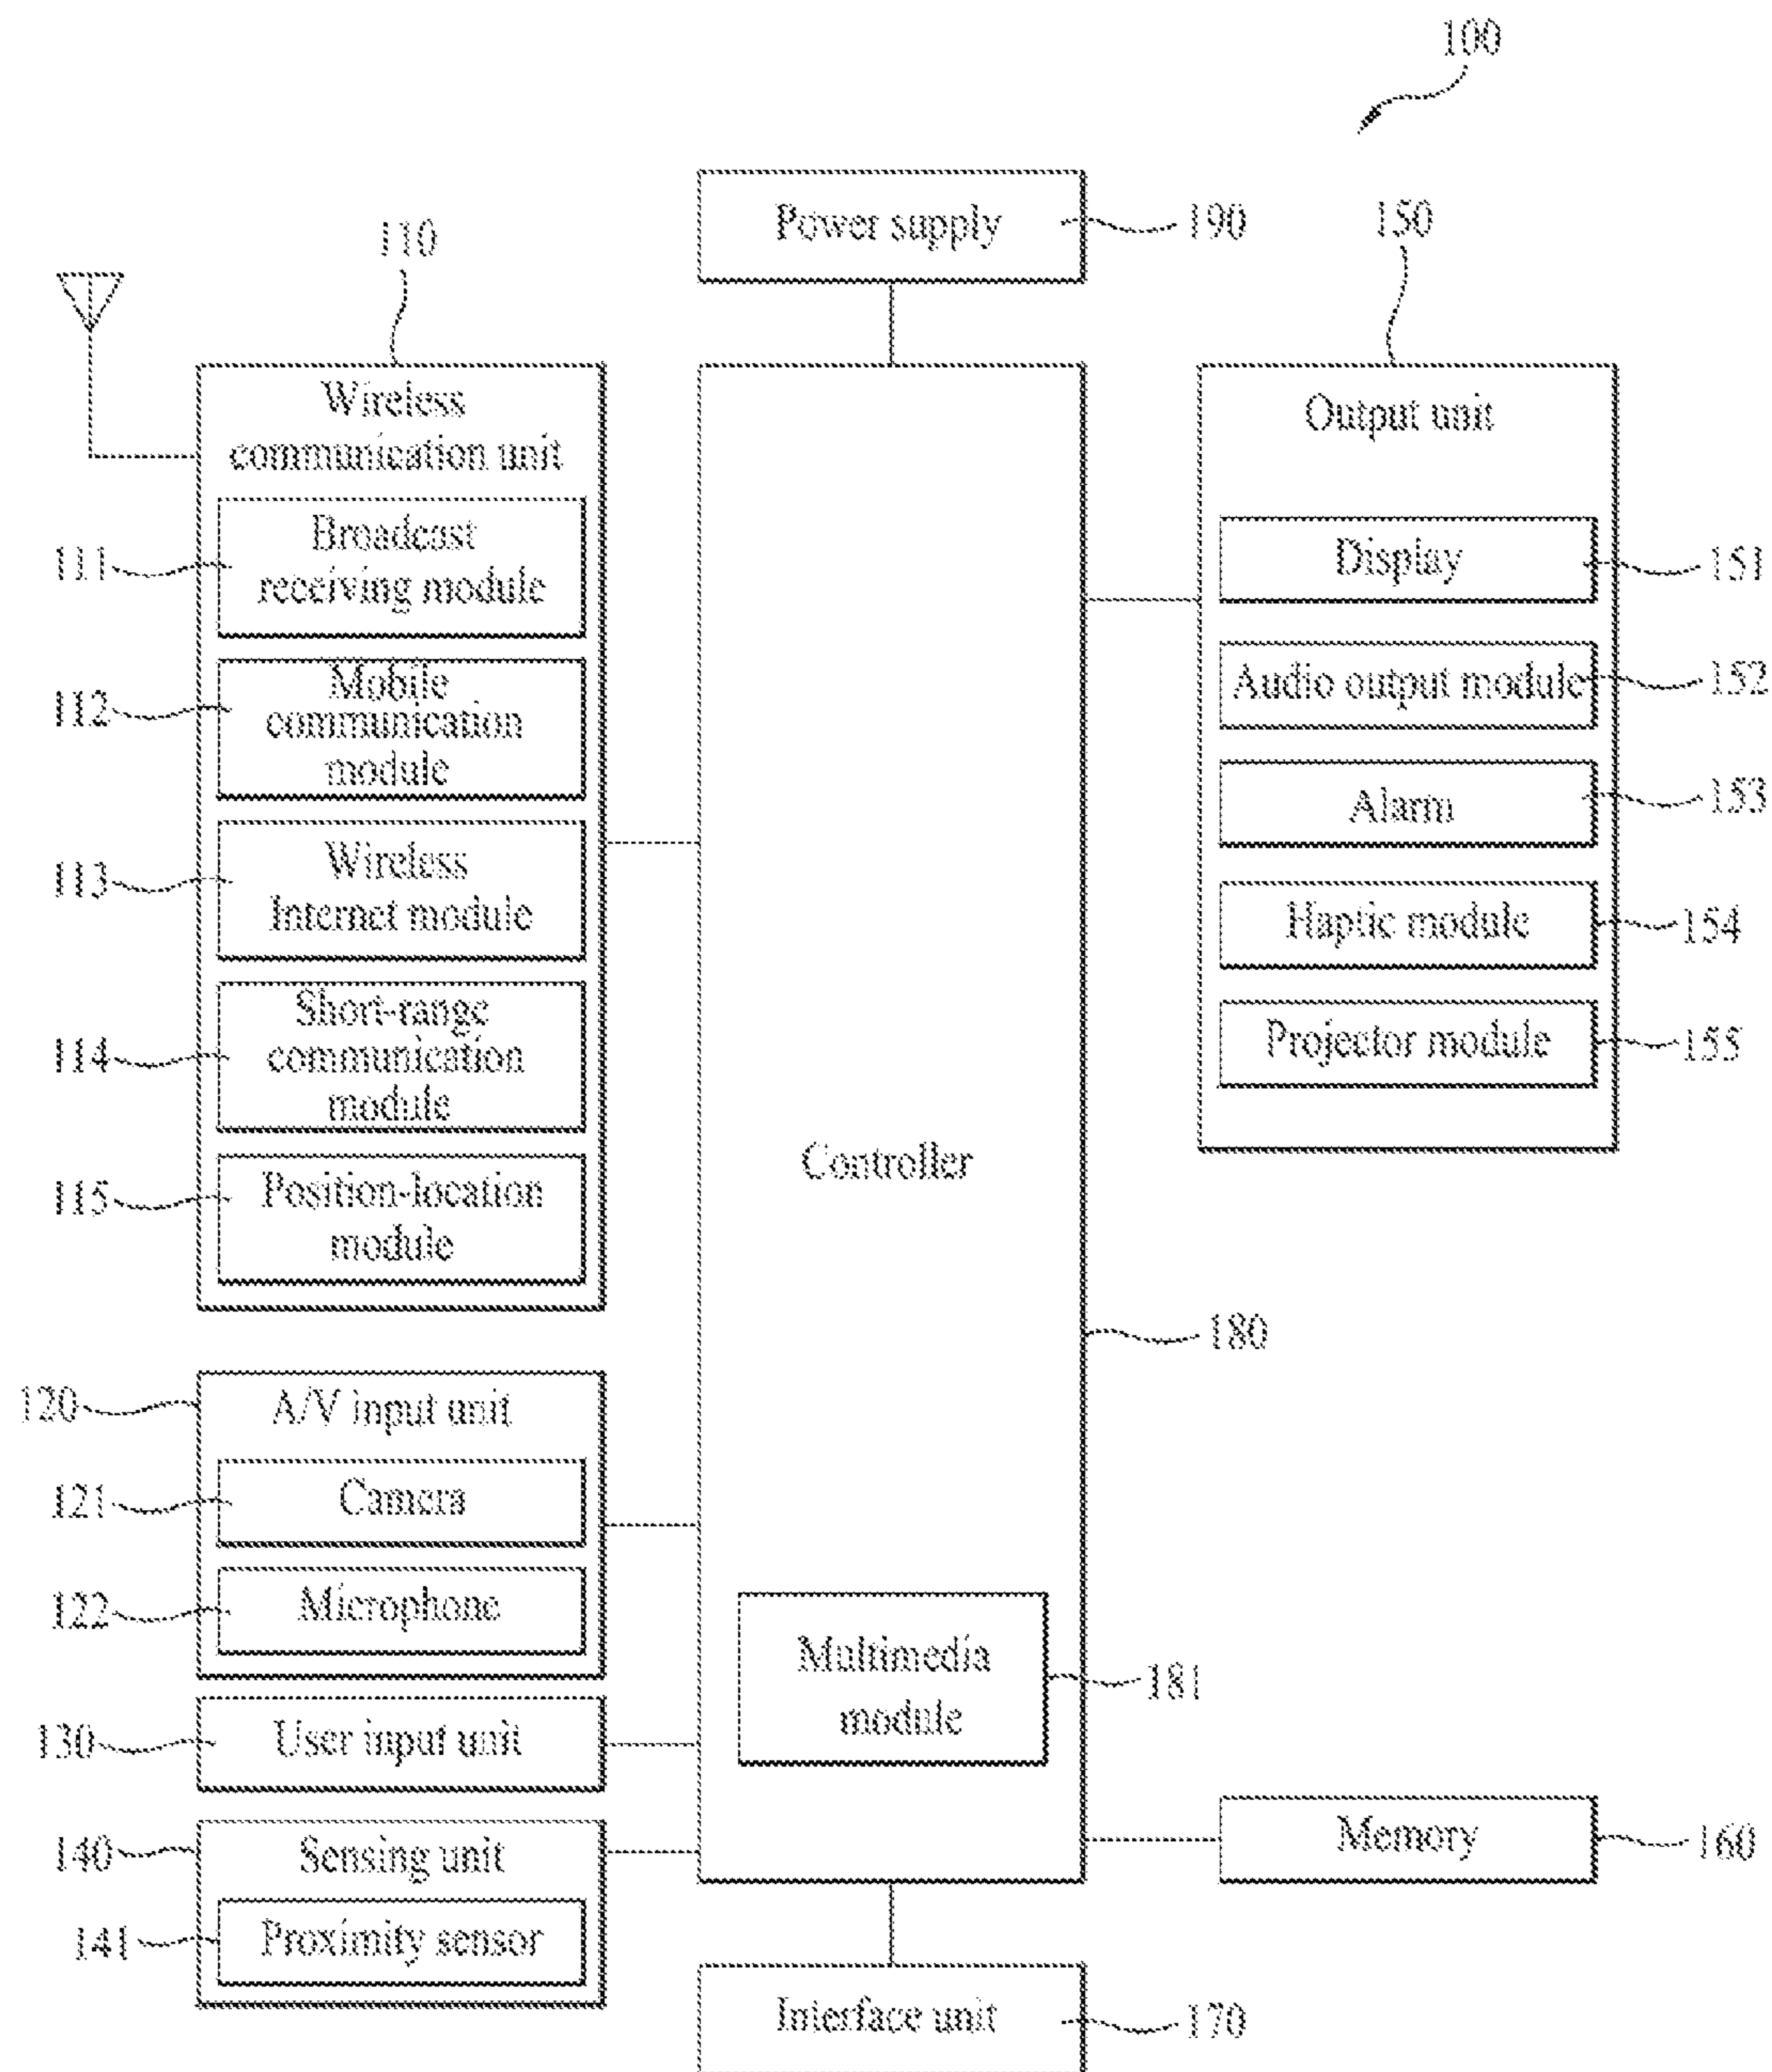 100
Power supply
190
150
110
Wireless
communication unit
Broadcast
receiving module
111
Mobile
communication
module
112
Wireless
Internet module
113
Short-range
communication
module
114
Position-location
module
115
A/V input unit
120
Camera
121
Microphone
122
User input unit
130
Sensing unit
140
Proximity sensor
141
Controller
180
Multimedia
module
181
Output unit
Display
151
Audio output module
152
Alarm
153
Haptic module
154
Projector module
155
Memory
160
Interface unit
170